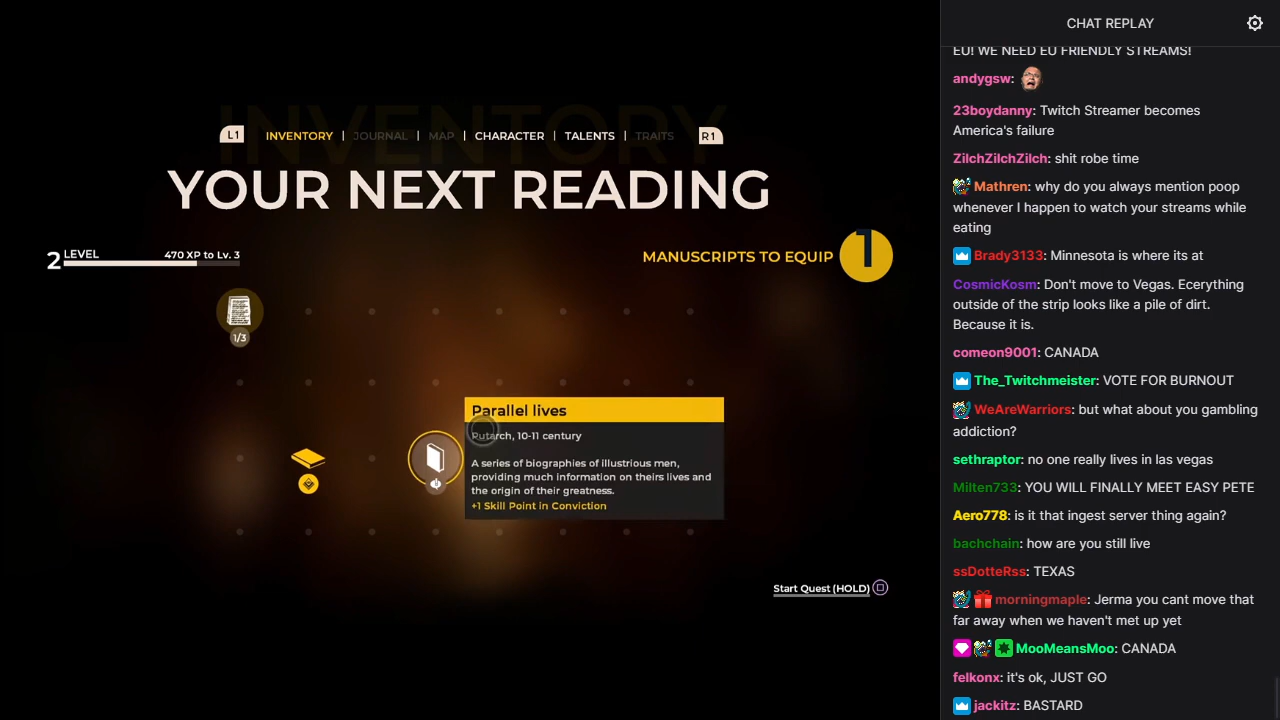 INVENTORY
L1 INVENTORY | JOURNAL | MAP | CHARACTER | TALENTS | TRAITS R1
YOUR NEXT READING
2 LEVEL 470 XP to Lv. 3
MANUSCRIPTS TO EQUIP 1
1/3
Parallel lives
Putarch, 10-11 century
A series of biographies of illustrious men,
providing much information on theirs lives and
the origin of their greatness.
+1 Skill Point in Conviction
Start Quest (HOLD)
CHAT REPLAY
EU! WE NEED EU FRIENDLY STREAMS!
andygsw:
23boydanny: Twitch Streamer becomes
America's failure
ZilchZilchZilch: shit robe time
Mathren: why do you always mention poop
whenever I happen to watch your streams while
eating
Brady3133: Minnesota is where its at
CosmicKosm: Don't move to Vegas. Ecerything
outside of the strip looks like a pile of dirt.
Because it is.
comeon9001: CANADA
The_Twitchmeister: VOTE FOR BURNOUT
WeAreWarriors: but what about you gambling
addiction?
sethraptor: no one really lives in las vegas
Milten733: YOU WILL FINALLY MEET EASY PETE
Aero778: is it that ingest server thing again?
bachchain: how are you still live
ssDotteRss: TEXAS
morningmaple: Jerma you cant move that
far away when we haven't met up yet
MooMeansMoo: CANADA
felkonx: it's ok, JUST GO
jackitz: BASTARD